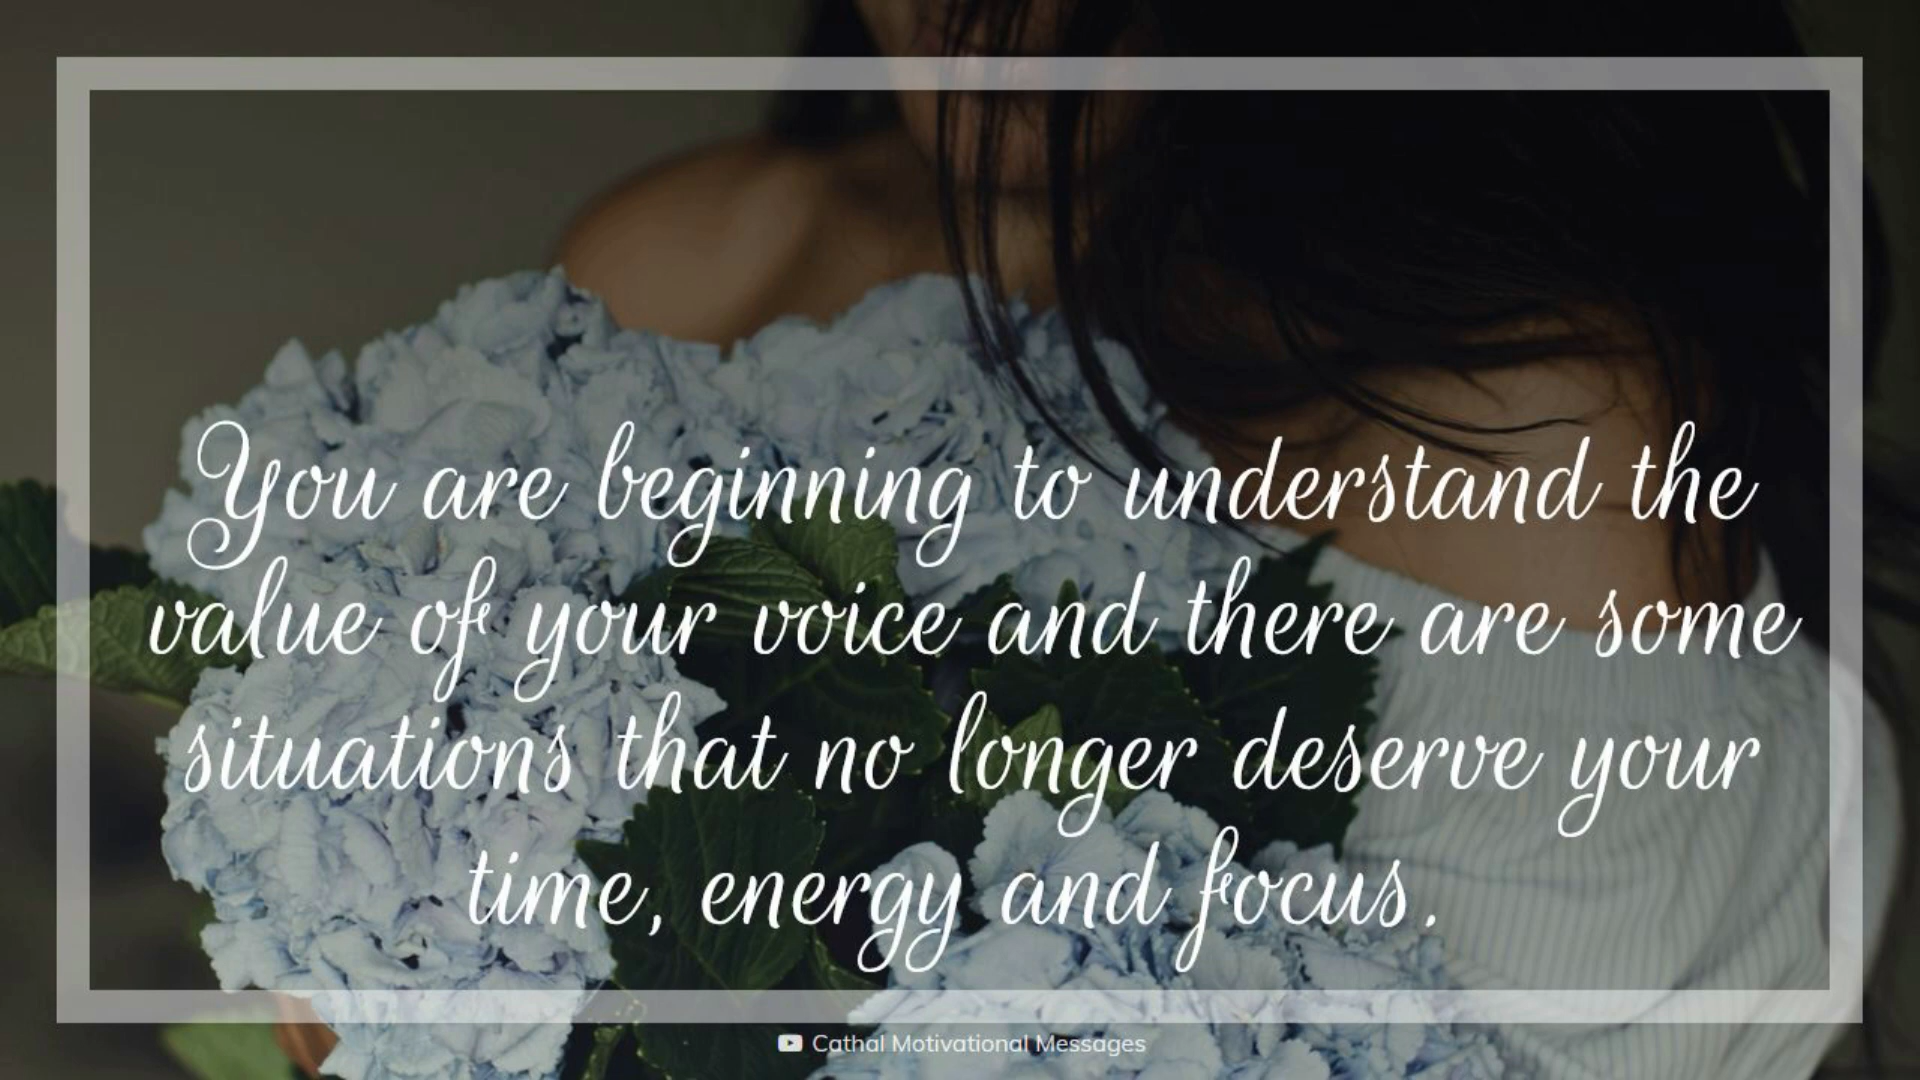 You are beginning to understand the
value of your voice and there are some
situations that no longer deserve your
time, energy and focus.
Cathal Motivational Messages